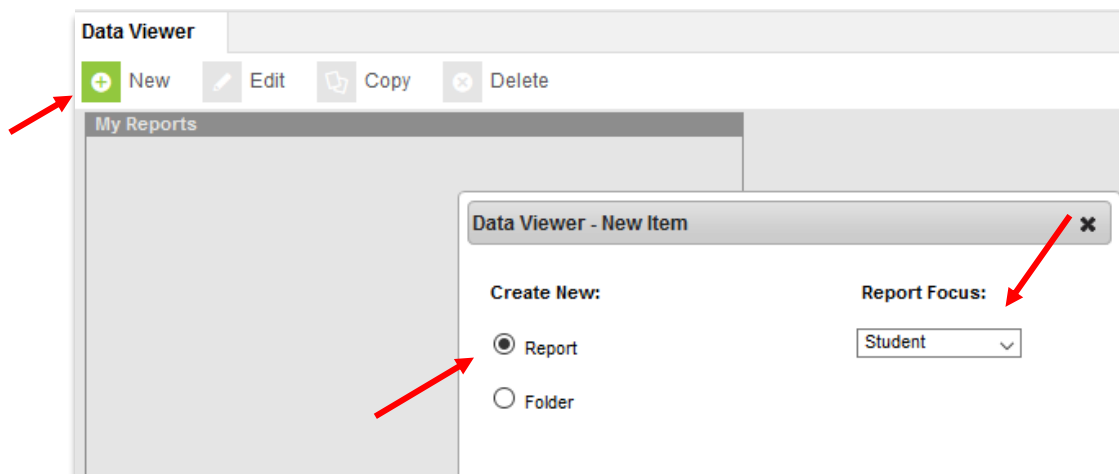 Data Viewer
New Edit Copy Delete
My Reports
Data Viewer - New Item
Create New: Report Focus:
Report Student
Folder